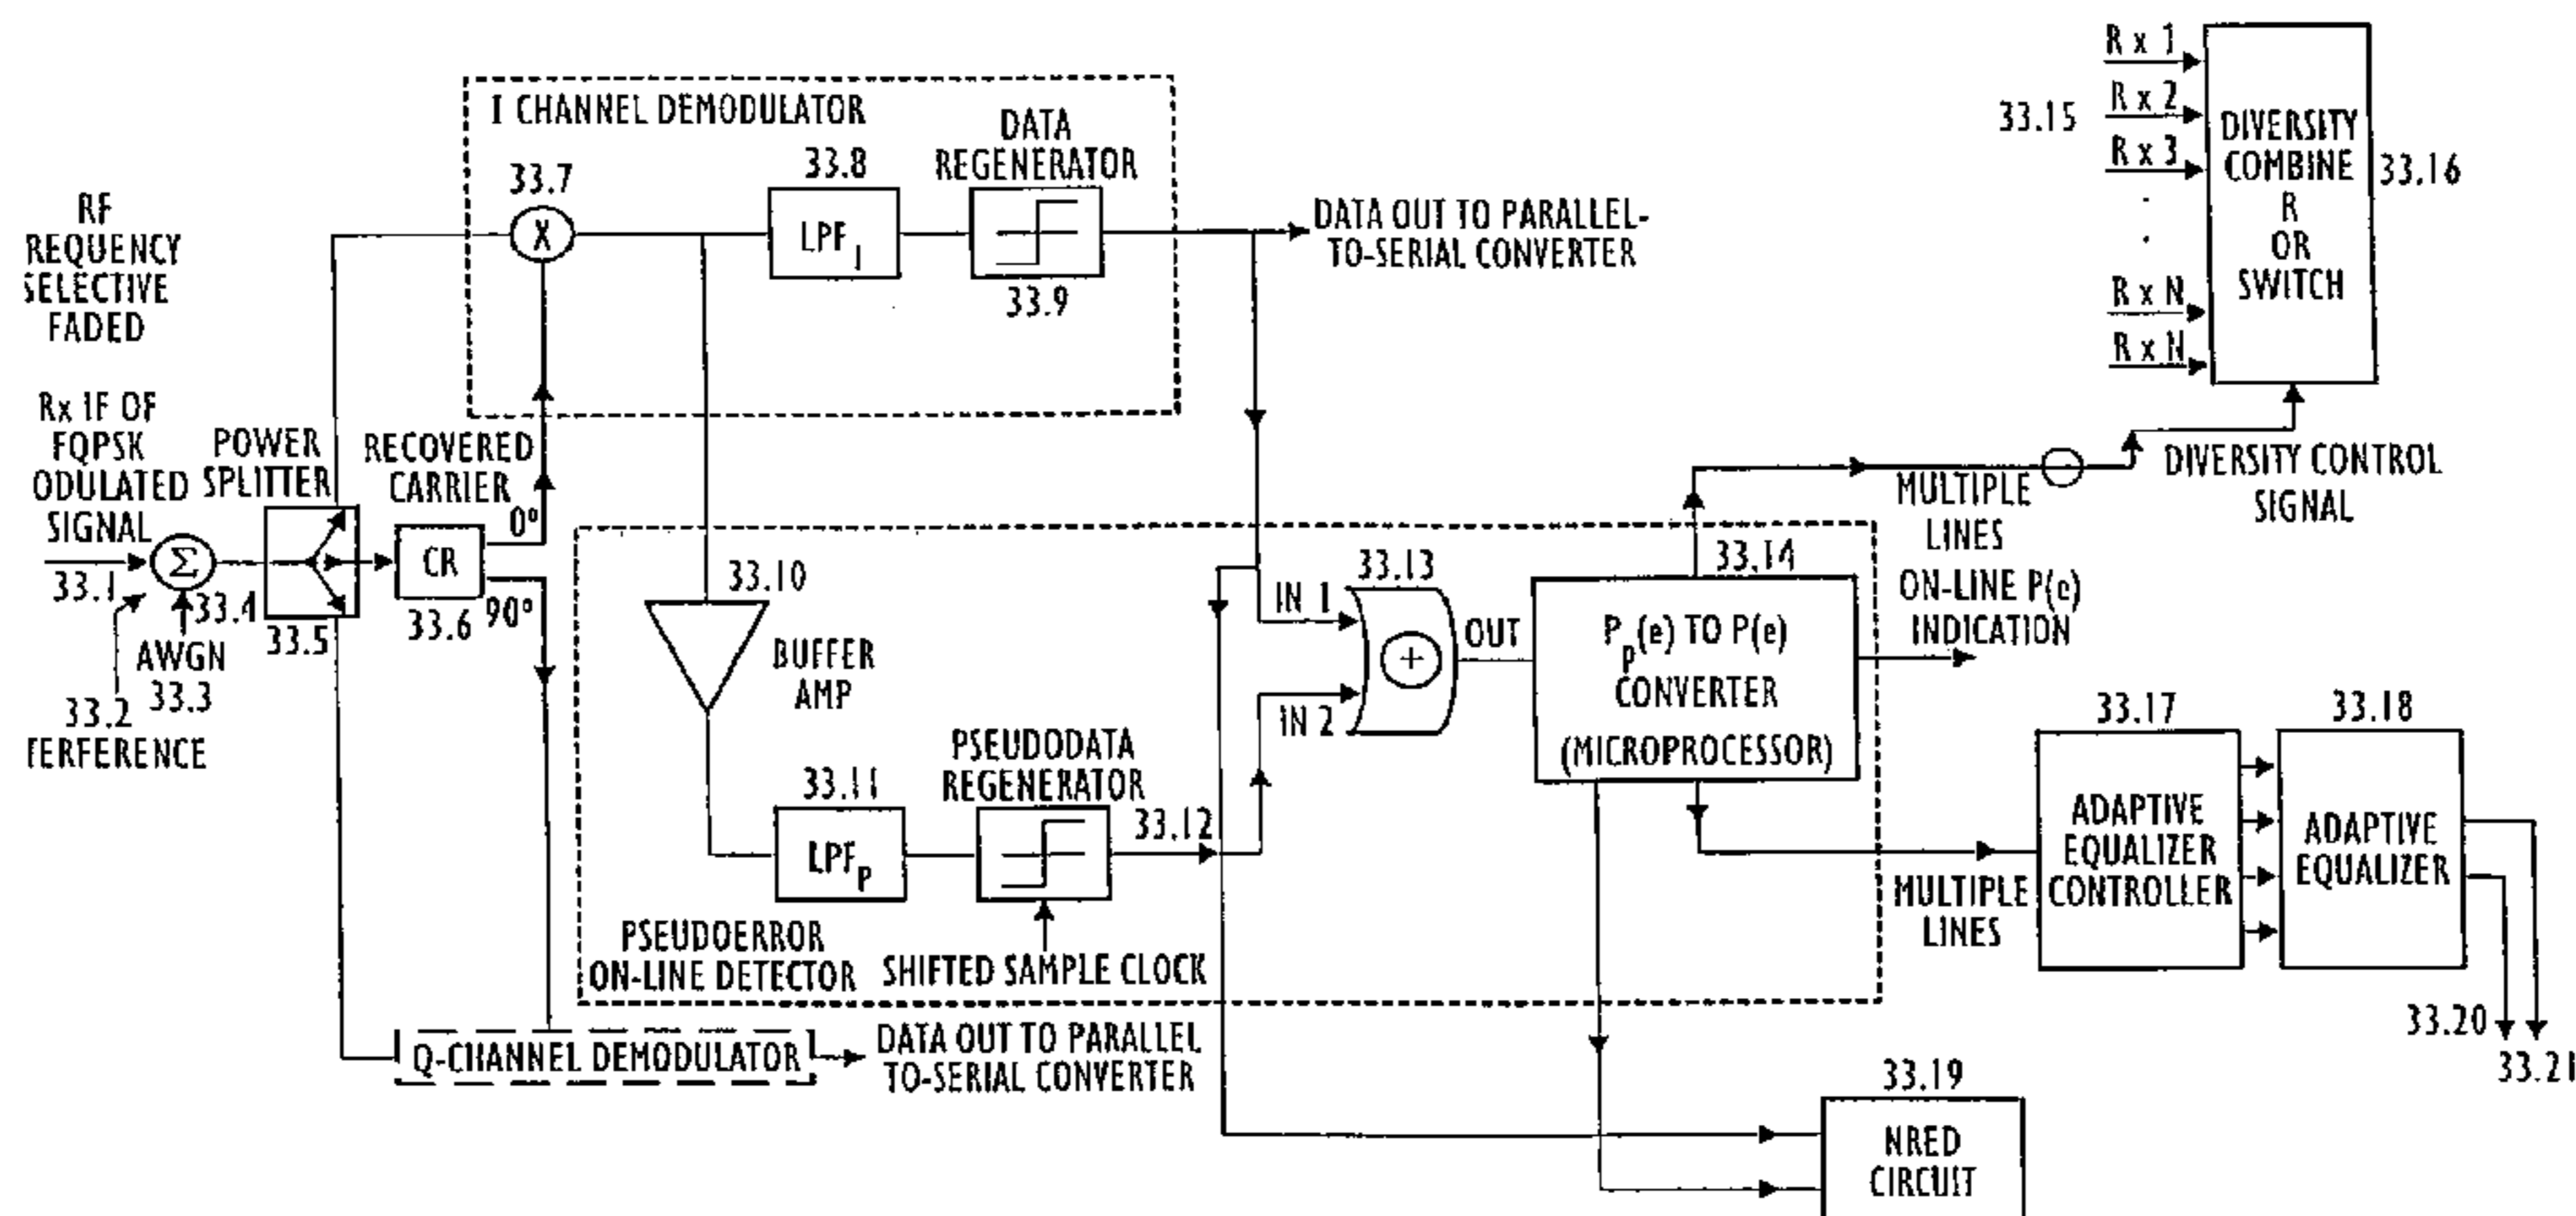 RF
REQUENCY
SELECTIVE
FADED
Rx IF OF
FQPSK
ODULATED
SIGNAL
33.1
33.2
TERFERENCE
AWGN
33.3
33.4
Σ
POWER
SPLITTER
33.5
RECOVERED
CARRIER
CR
33.6
0°
90°
I CHANNEL DEMODULATOR
33.7
X
33.8
LPF I
DATA
REGENERATOR
33.9
DATA OUT TO PARALLEL-
TO-SERIAL CONVERTER
33.10
BUFFER
AMP
33.11
LPF P
PSEUDODATA
REGENERATOR
33.12
SHIFTED SAMPLE CLOCK
PSEUDOERROR
ON-LINE DETECTOR
IN 1
IN 2
33.13
+
OUT
33.14
P p (e) TO P(e)
CONVERTER
(MICROPROCESSOR)
Q-CHANNEL DEMODULATOR
DATA OUT TO PARALLEL
TO-SERIAL CONVERTER
33.15
R x 1
R x 2
R x 3
R x N
R x N
DIVERSITY
COMBINE
R
OR
SWITCH
33.16
MULTIPLE
LINES
DIVERSITY CONTROL
SIGNAL
ON-LINE P(e)
INDICATION
MULTIPLE
LINES
33.17
ADAPTIVE
EQUALIZER
CONTROLLER
33.18
ADAPTIVE
EQUALIZER
33.20
33.21
33.19
NRED
CIRCUIT